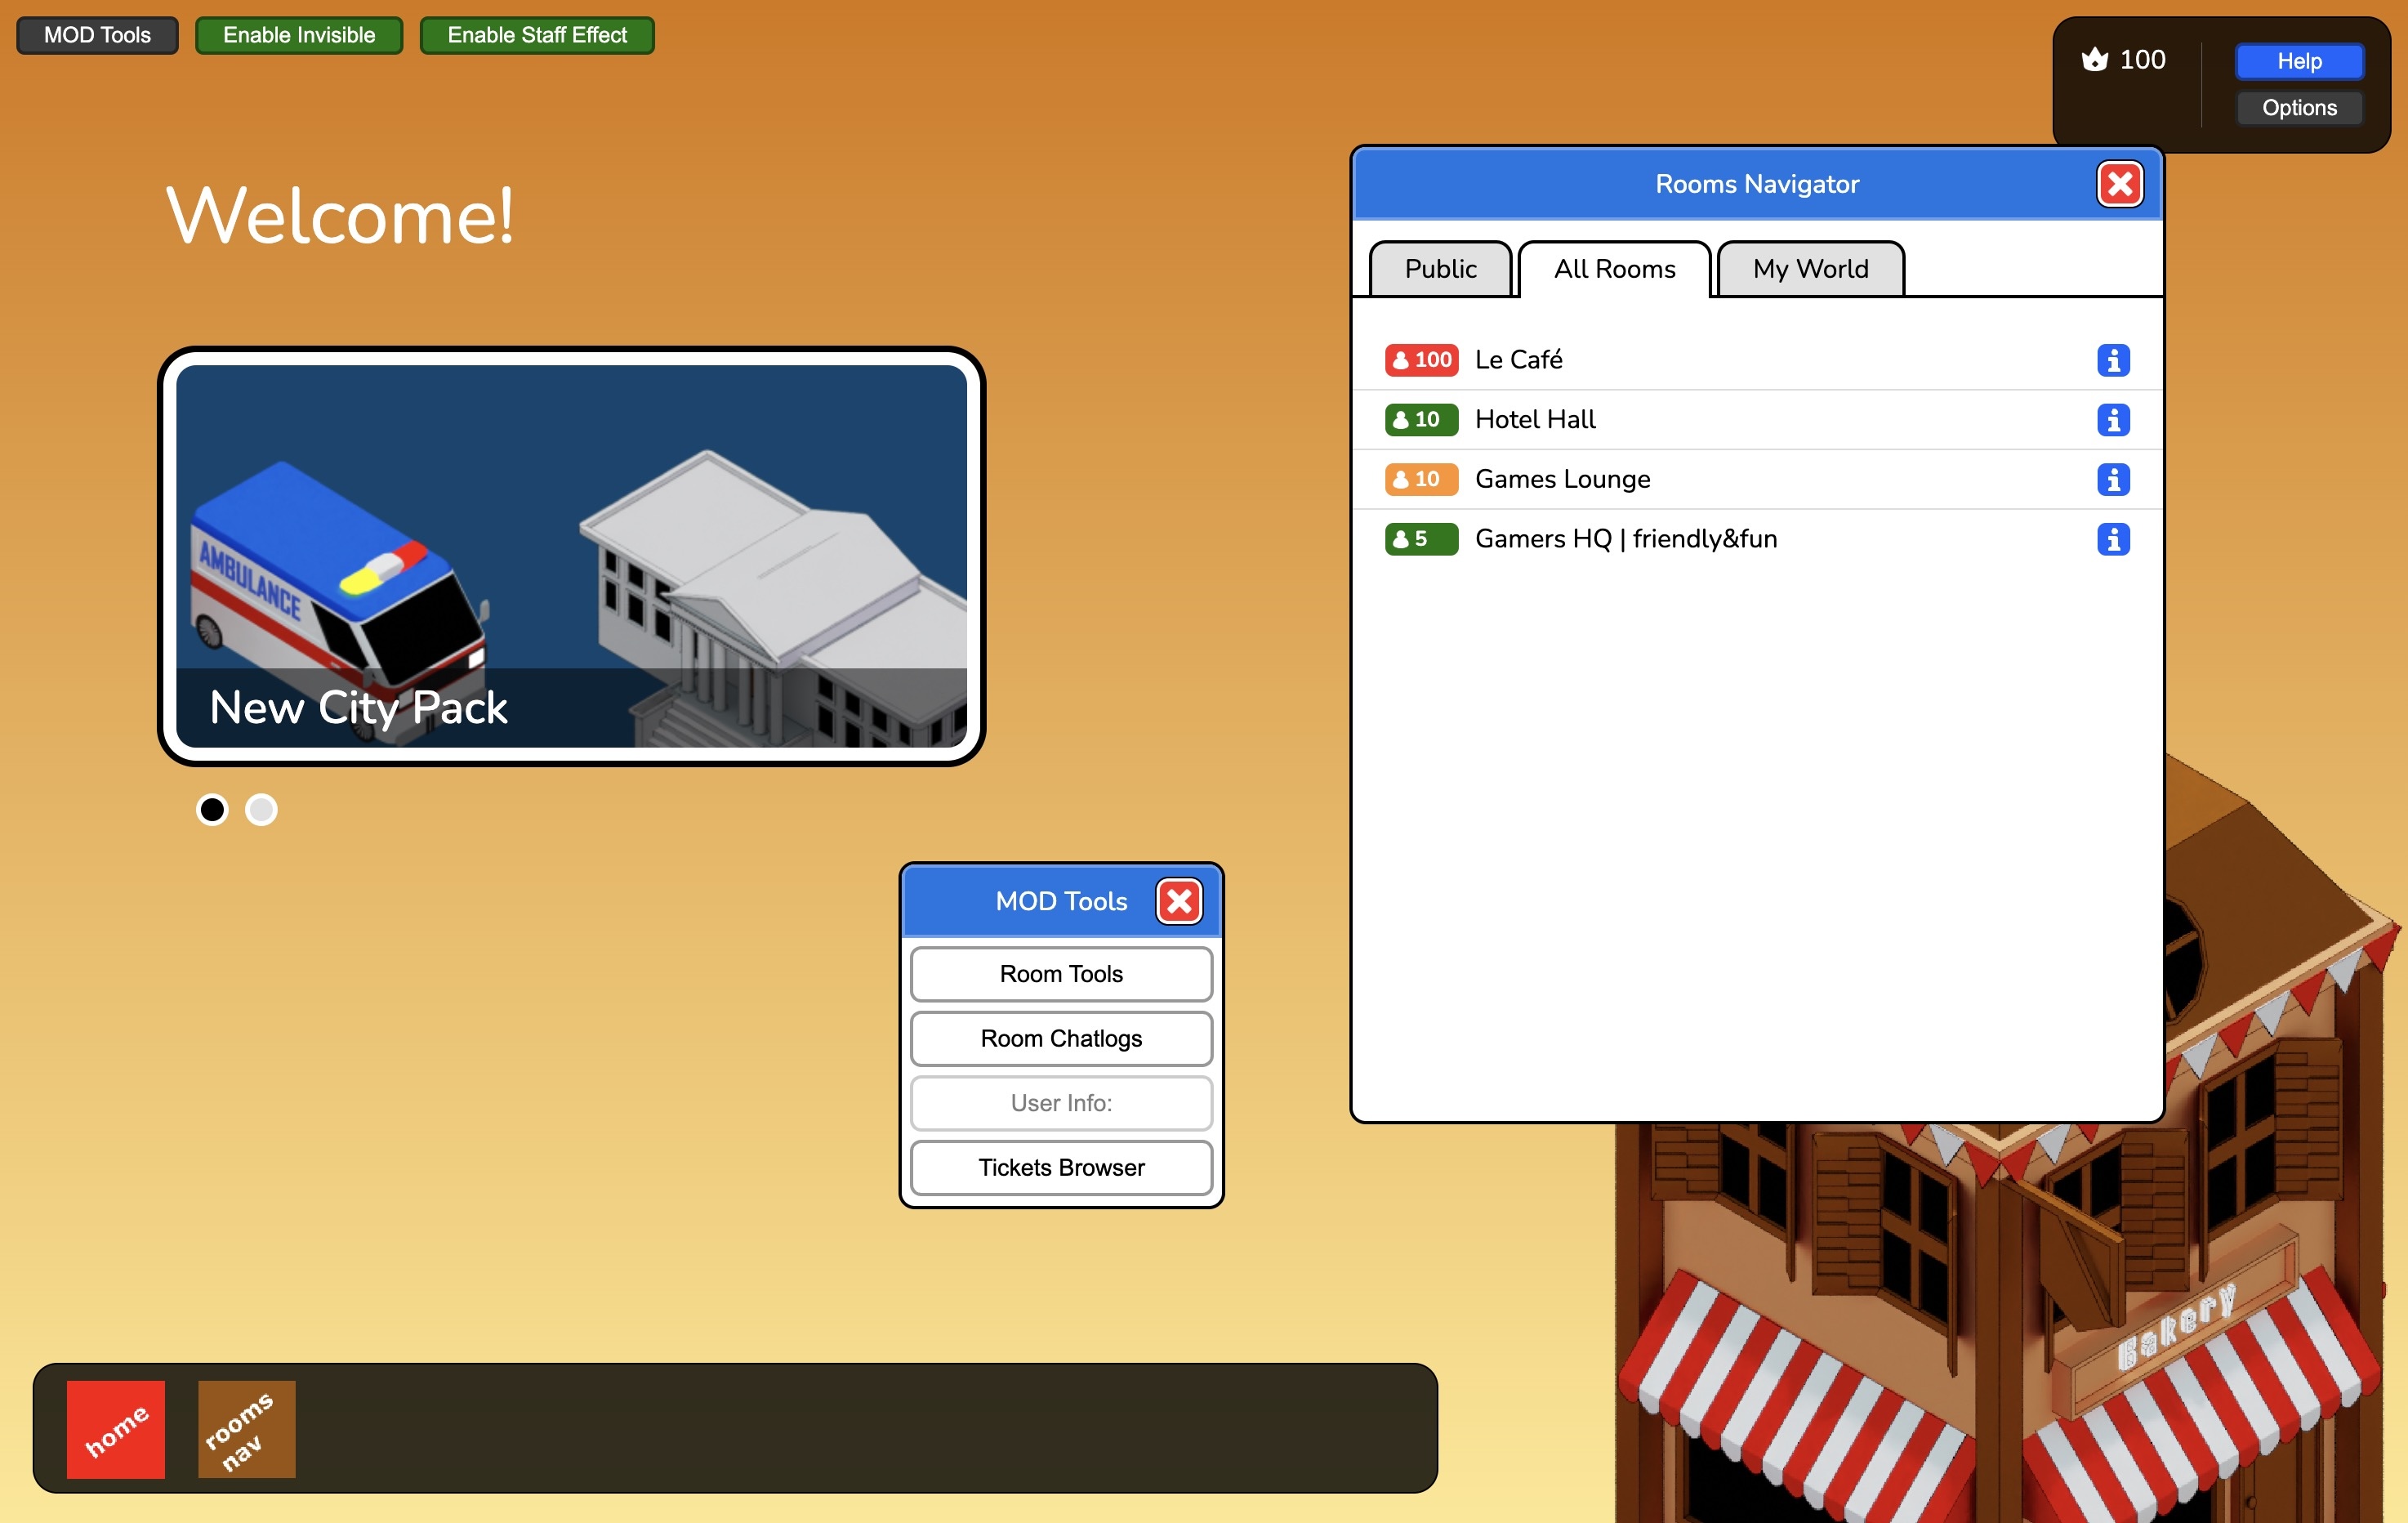 MOD Tools
Enable Invisible
Enable Staff Effect
100
Help
Options
Welcome!
AMBULANCE
New City Pack
Rooms Navigator
Public
All Rooms
My World
100 Le Café
10 Hotel Hall
10 Games Lounge
5 Gamers HQ | friendly&fun
MOD Tools
Room Tools
Room Chatlogs
User Info:
Tickets Browser
Bakery
home
rooms
nav